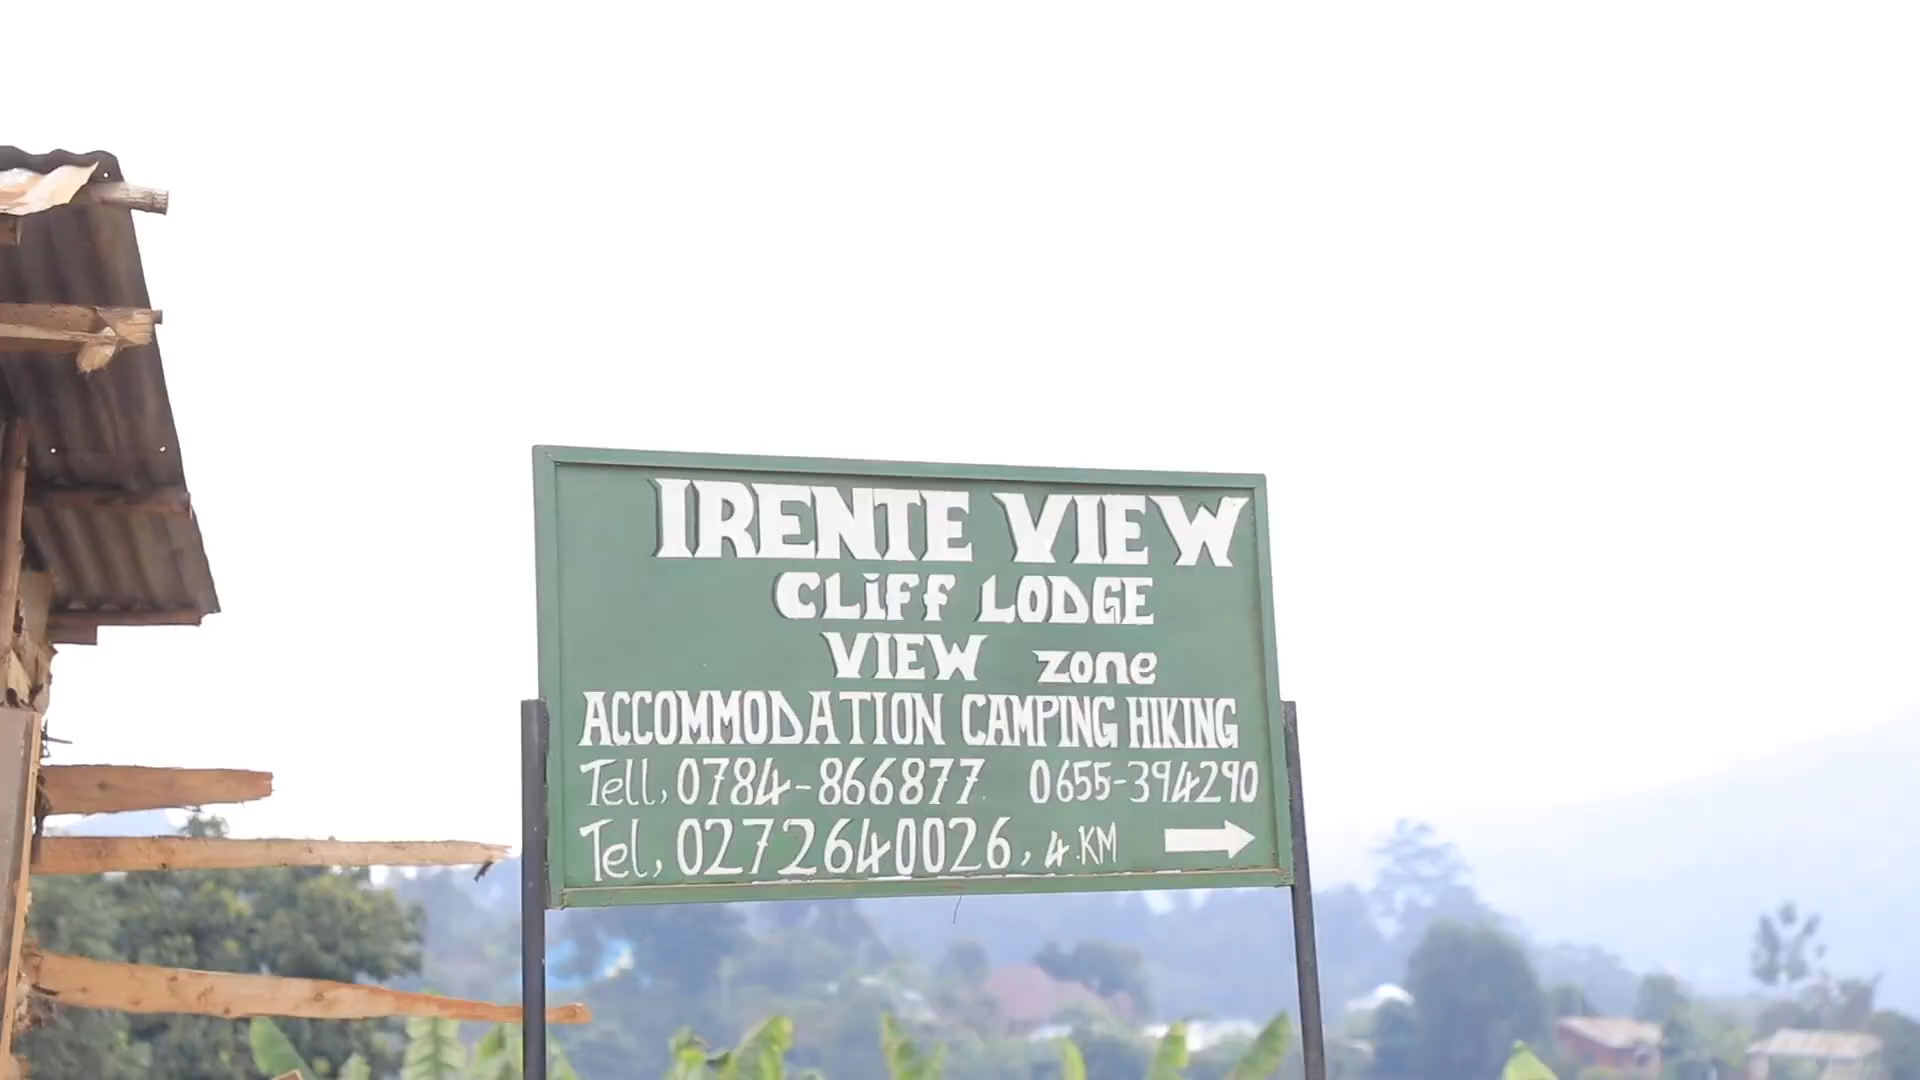 IRENTE VIEW
CLiFF LODGE
VIEW zone
ACCOMMODATION CAMPING HIKING
Tell, 0784-866877. 0655-394290
Tel, 0272640026, 4.KM